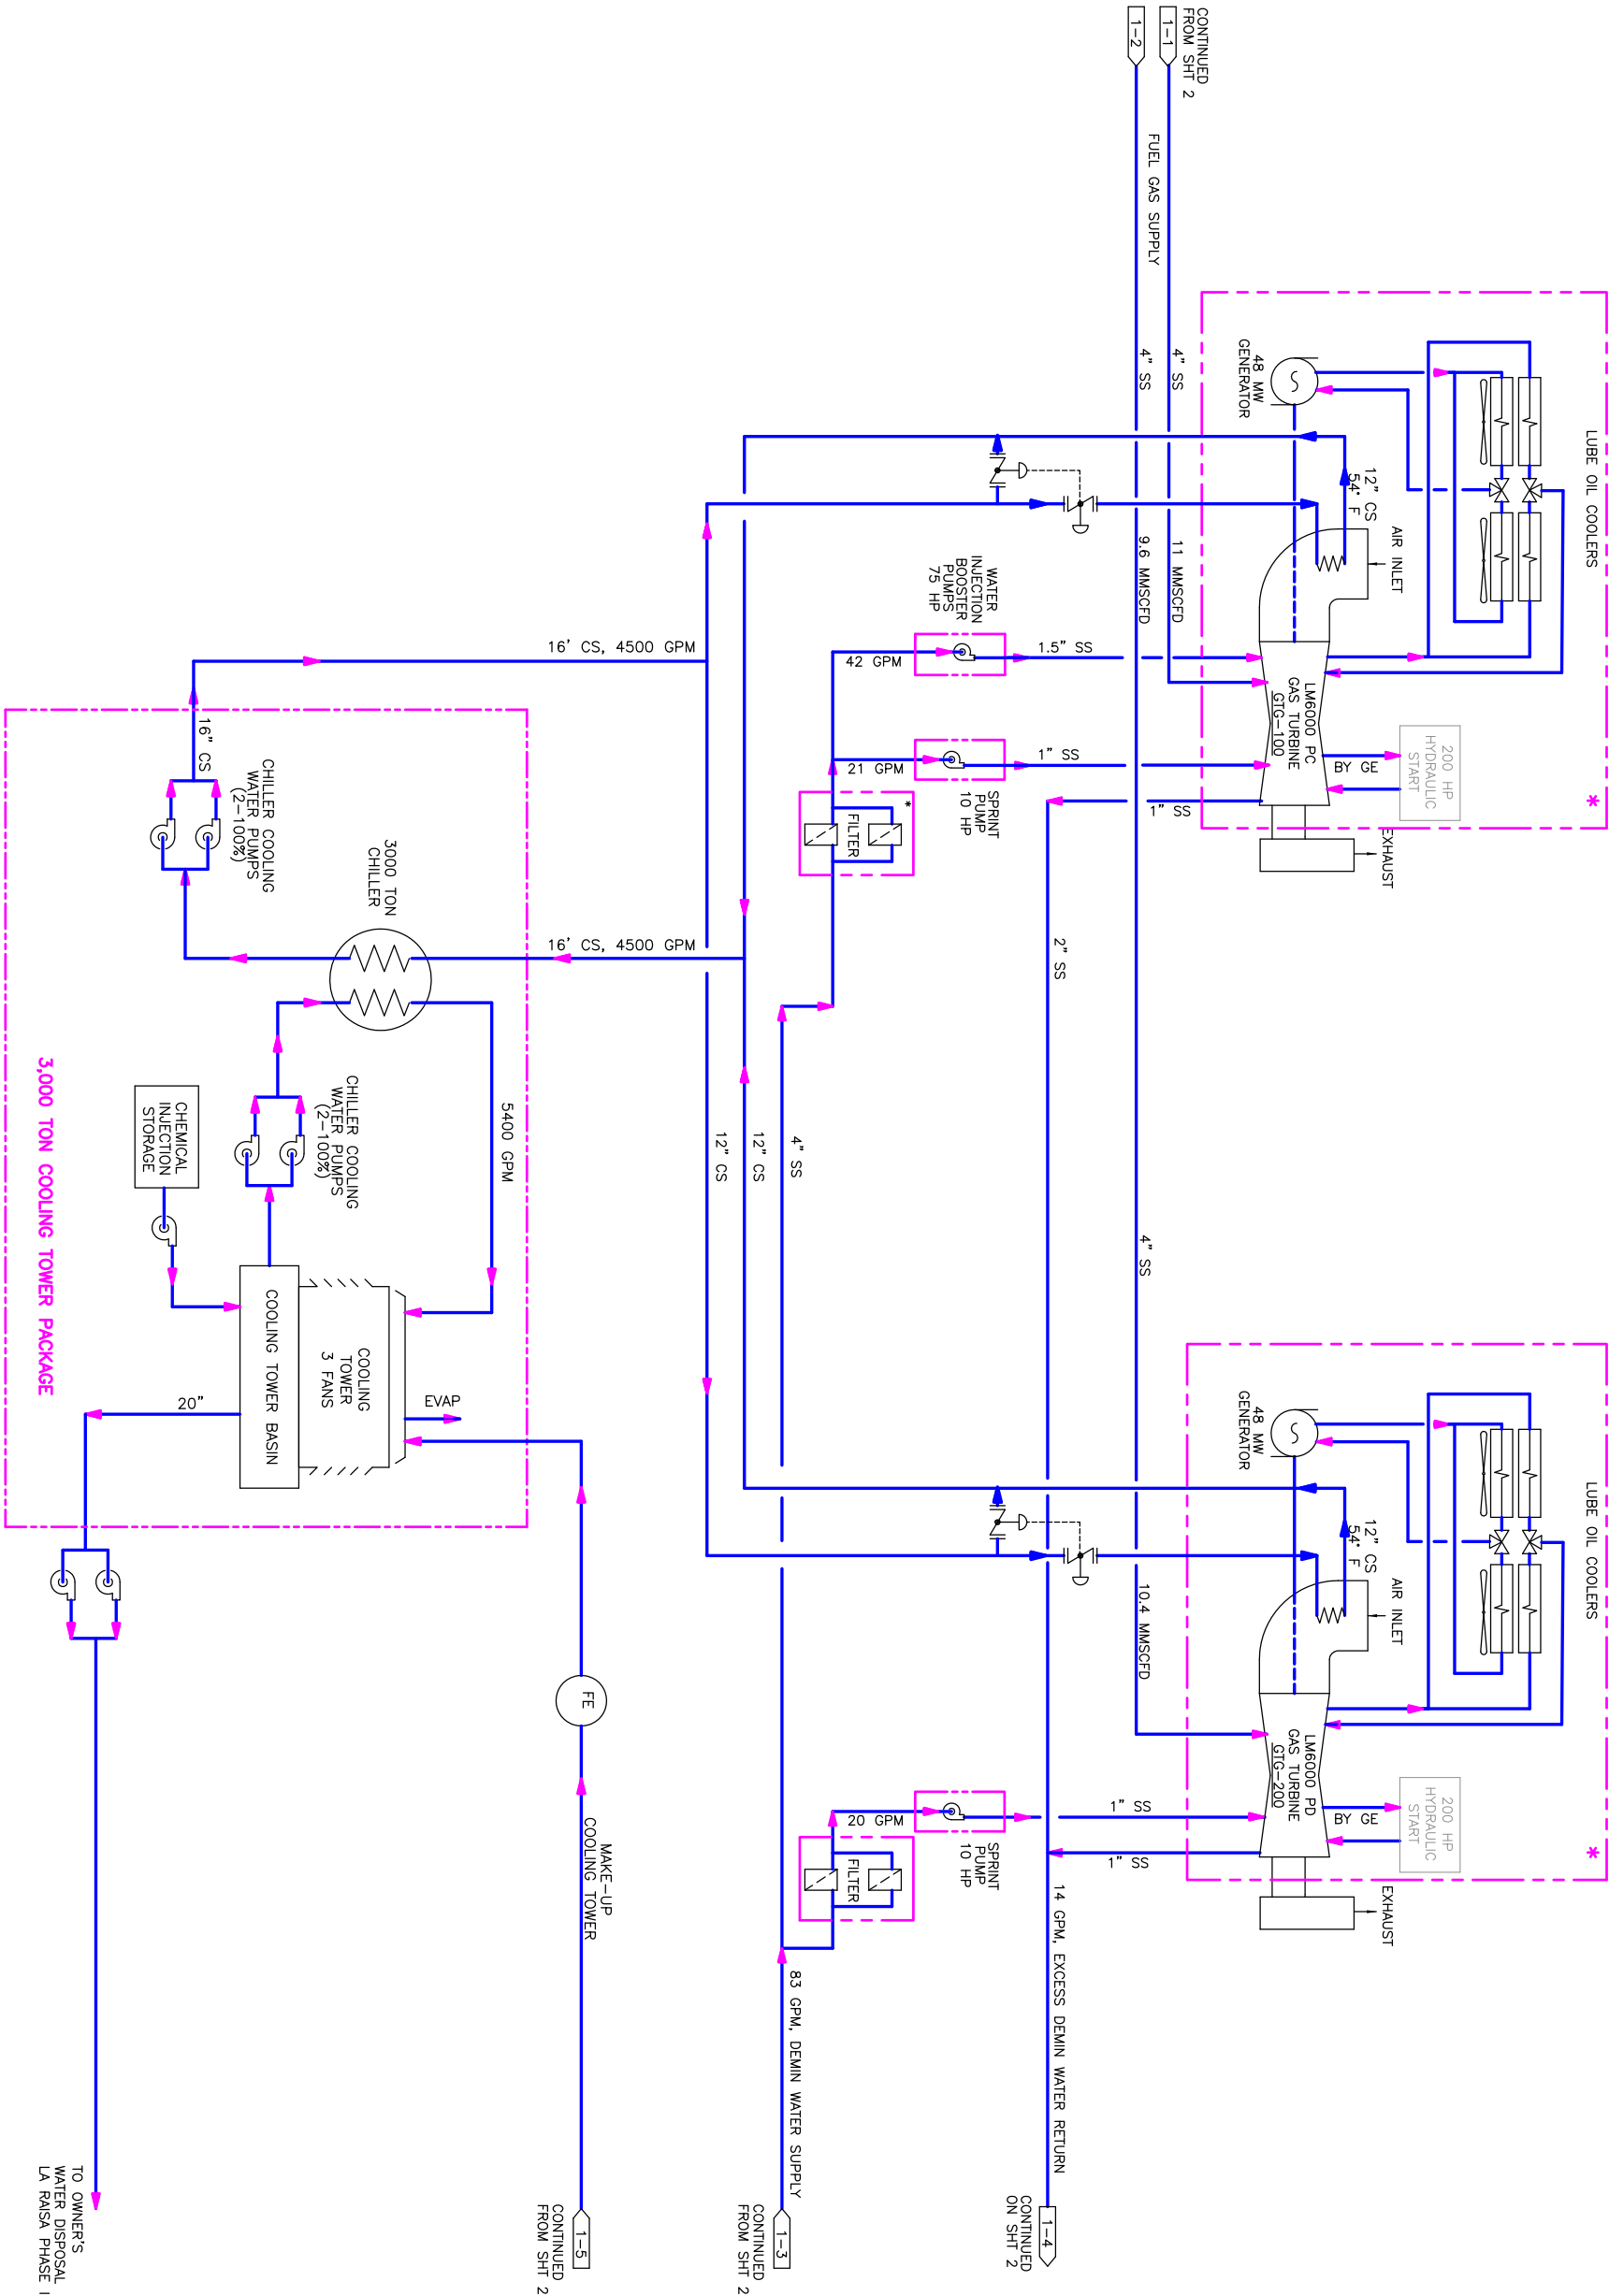 CONTINUED
FROM SHT 2
1-1
1-2
FUEL GAS SUPPLY
4" SS
4" SS
11 MMSCFD
9.6 MMSCFD
4" SS
10.4 MMSCFD
LUBE OIL COOLERS
48 MW
GENERATOR
12" CS
54° F
AIR INLET
LM6000 PC
GAS TURBINE
GTG-100
200 HP
HYDRAULIC
START
BY GE
*
EXHAUST
LUBE OIL COOLERS
48 MW
GENERATOR
12" CS
54° F
AIR INLET
LM6000 PD
GAS TURBINE
GTG-200
200 HP
HYDRAULIC
START
BY GE
*
EXHAUST
WATER
INJECTION
BOOSTER
PUMPS
75 HP
42 GPM
1.5" SS
21 GPM
1" SS
SPRINT
PUMP
10 HP
1" SS
*
FILTER
2" SS
20 GPM
1" SS
SPRINT
PUMP
10 HP
1" SS
FILTER
14 GPM, EXCESS DEMIN WATER RETURN
1-4
CONTINUED
ON SHT 2
4" SS
83 GPM, DEMIN WATER SUPPLY
1-3
CONTINUED
FROM SHT 2
12" CS
12" CS
16' CS, 4500 GPM
16' CS, 4500 GPM
16" CS
CHILLER COOLING
WATER PUMPS
(2-100%)
3000 TON
CHILLER
CHILLER COOLING
WATER PUMPS
(2-100%)
5400 GPM
CHEMICAL
INJECTION
STORAGE
COOLING TOWER BASIN
COOLING
TOWER
3 FANS
EVAP
20"
3,000 TON COOLING TOWER PACKAGE
FE
MAKE-UP
COOLING TOWER
1-5
CONTINUED
FROM SHT 2
TO OWNER'S
WATER DISPOSAL
LA RAISA PHASE I